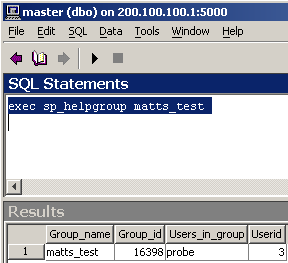 master (dbo) on 200.100.100.1:5000
File Edit SQL Data Tools Window Help
SQL Statements
exec sp_helpgroup matts_test
Results
Group_name Group_id Users_in_group Userid
1 matts_test 16398 probe 3